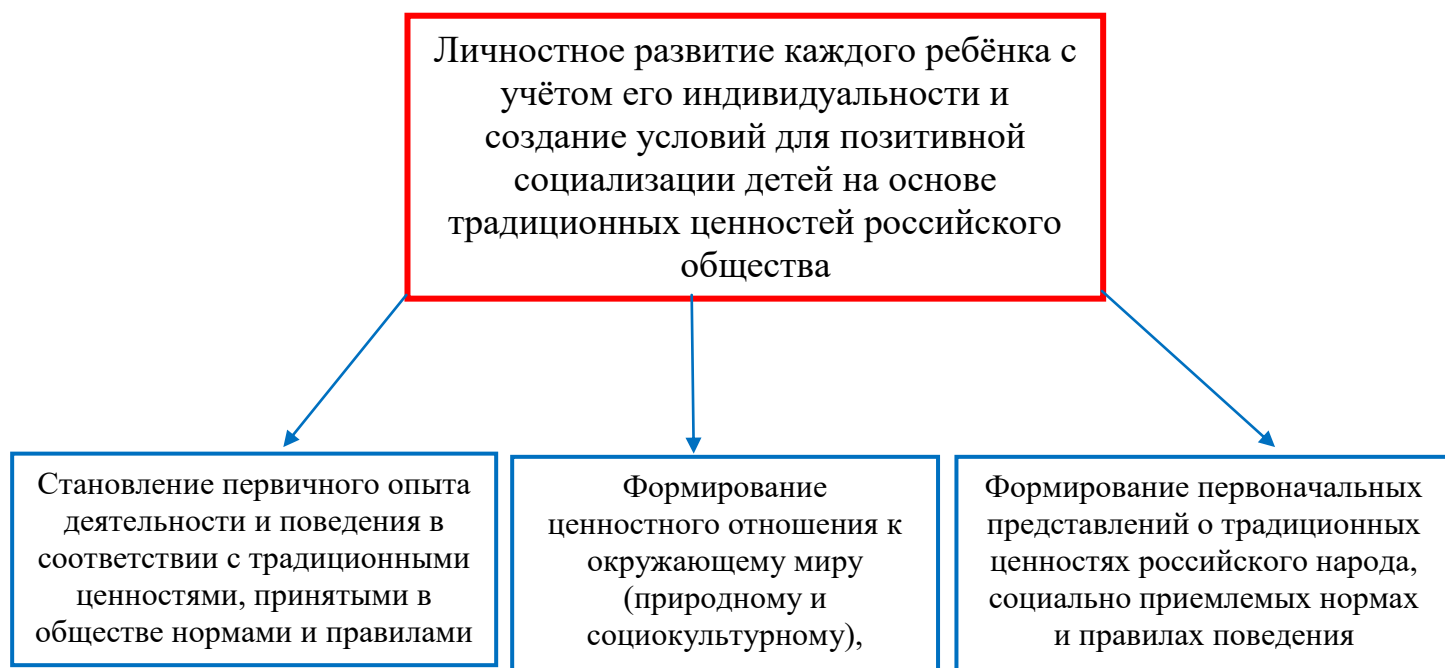 Личностное развитие каждого ребёнка с
учётом его индивидуальности и
создание условий для позитивной
социализации детей на основе
традиционных ценностей российского
общества
Становление первичного опыта
деятельности и поведения в
соответствии с традиционными
ценностями, принятыми в
обществе нормами и правилами
Формирование
ценностного отношения к
окружающему миру
(природному и
социокультурному),
Формирование первоначальных
представлений о традиционных
ценностях российского народа,
социально приемлемых нормах
и правилах поведения